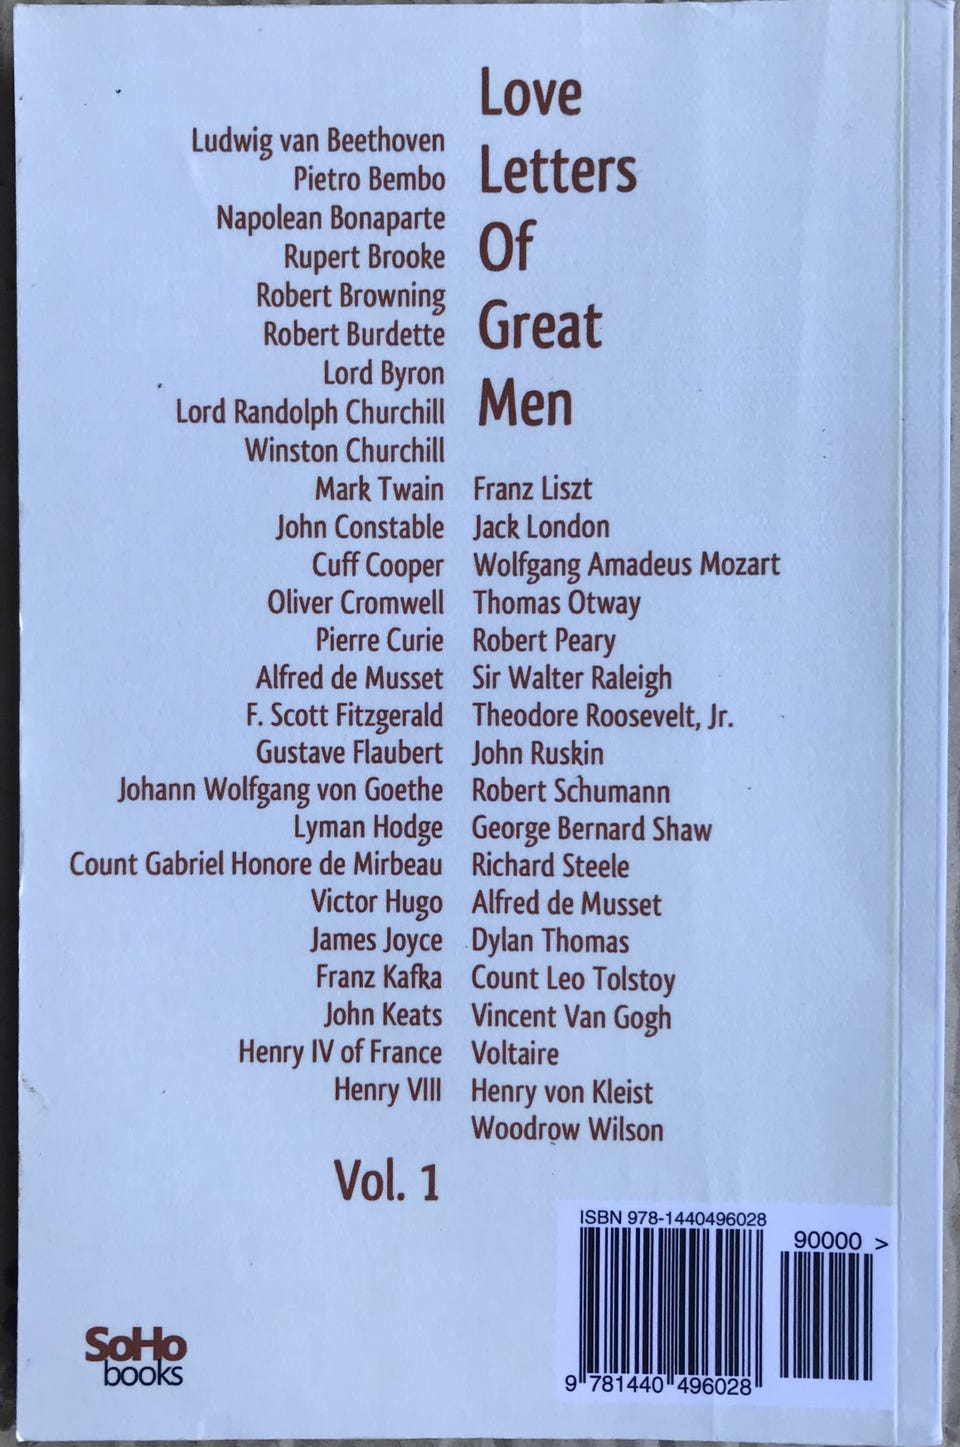 Love
Letters
Of
Great
Men
Ludwig van Beethoven
Pietro Bembo
Napolean Bonaparte
Rupert Brooke
Robert Browning
Robert Burdette
Lord Byron
Lord Randolph Churchill
Winston Churchill
Mark Twain
John Constable
Cuff Cooper
Oliver Cromwell
Pierre Curie
Alfred de Musset
F. Scott Fitzgerald
Gustave Flaubert
Johann Wolfgang von Goethe
Lyman Hodge
Count Gabriel Honore de Mirbeau
Victor Hugo
James Joyce
Franz Kafka
John Keats
Henry IV of France
Henry VIII
Franz Liszt
Jack London
Wolfgang Amadeus Mozart
Thomas Otway
Robert Peary
Sir Walter Raleigh
Theodore Roosevelt, Jr.
John Ruskin
Robert Schumann
George Bernard Shaw
Richard Steele
Alfred de Musset
Dylan Thomas
Count Leo Tolstoy
Vincent Van Gogh
Voltaire
Henry von Kleist
Woodrow Wilson
Vol. 1
ISBN 978-1440496028
90000 >
9 781440 496028
SoHo
books